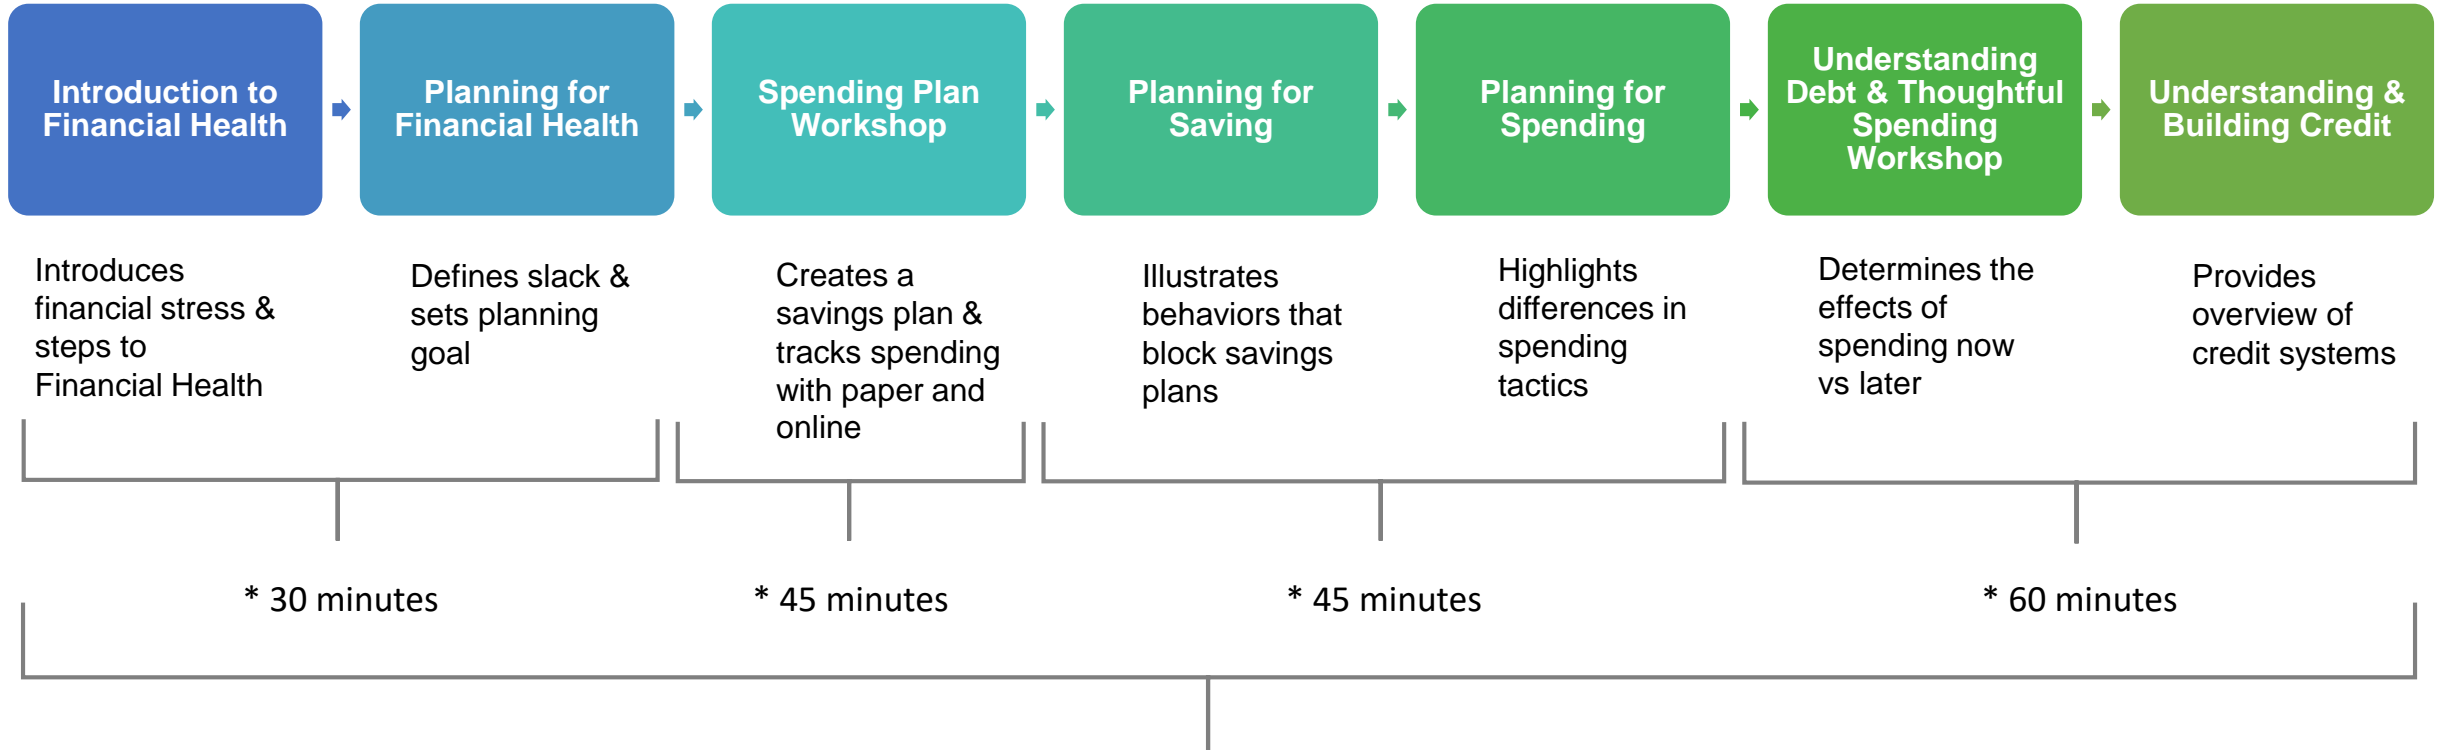 Introduction to
Financial Health
Planning for
Financial Health
Spending Plan
Workshop
Planning for
Saving
Planning for
Spending
Understanding
Debt & Thoughtful
Spending
Workshop
Understanding &
Building Credit
Introduces
financial stress &
steps to
Financial Health
Defines slack &
sets planning
goal
Creates a
savings plan &
tracks spending
with paper and
online
Illustrates
behaviors that
block savings
plans
Highlights
differences in
spending
tactics
Determines the
effects of
spending now
vs later
Provides
overview of
credit systems
* 30 minutes
* 45 minutes
* 45 minutes
* 60 minutes